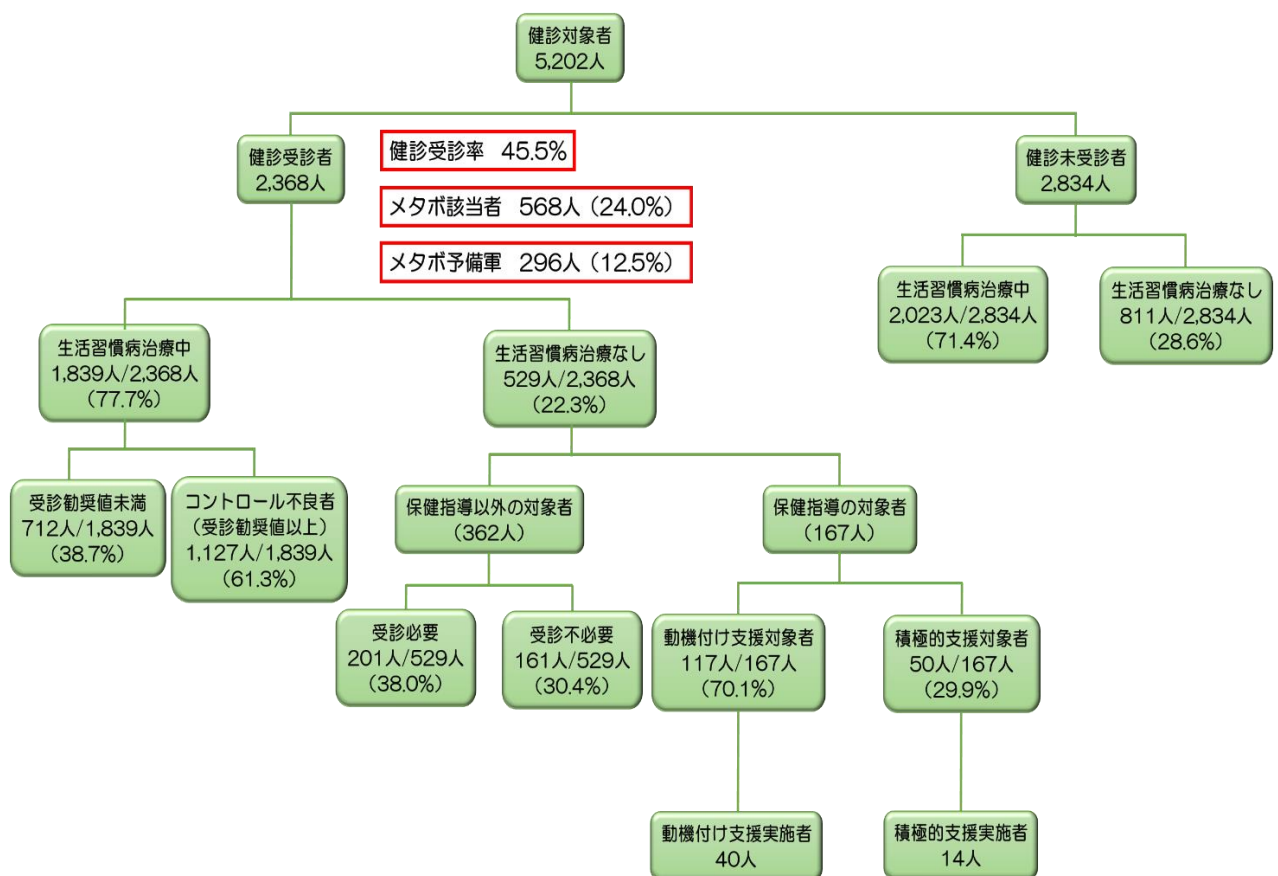 健診対象者
5,202人
健診受診者
2,368人
健診受診率 45.5%
メタボ該当者 568人（24.0%）
メタボ予備軍 296人（12.5%）
健診未受診者
2,834人
生活習慣病治療中
2,023人/2,834人
（71.4%）
生活習慣病治療なし
811人/2,834人
（28.6%）
生活習慣病治療中
1,839人/2,368人
（77.7%）
生活習慣病治療なし
529人/2,368人
（22.3%）
受診勧奨値未満
712人/1,839人
（38.7%）
コントロール不良者
（受診勧奨値以上）
1,127人/1,839人
（61.3%）
保健指導以外の対象者
（362人）
保健指導の対象者
（167人）
受診必要
201人/529人
（38.0%）
受診不必要
161人/529人
（30.4%）
動機付け支援対象者
117人/167人
（70.1%）
積極的支援対象者
50人/167人
（29.9%）
動機付け支援実施者
40人
積極的支援実施者
14人